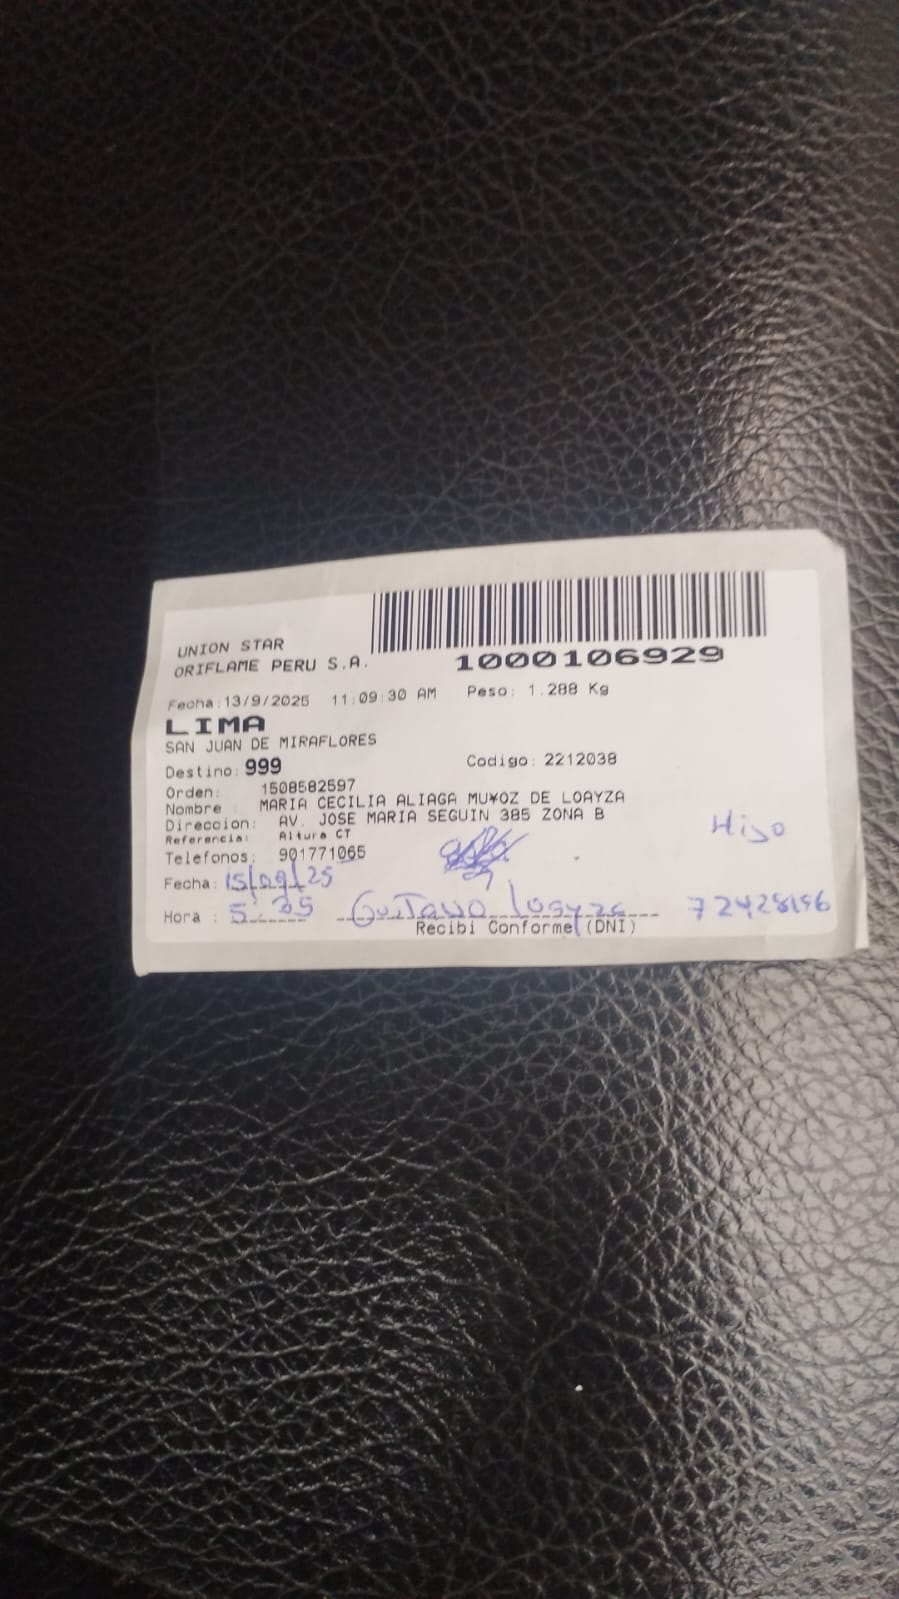 UNION STAR
ORIFLAME PERU S.A.
1000106929
Fecha:13/9/2025 11:09:30 AM Peso: 1.288 Kg
LIMA
SAN JUAN DE MIRAFLORES
Destino: 999 Codigo: 2212038
Orden: 1508582597
Nombre : MARIA CECILIA ALIAGA MU¥OZ DE LOAYZA
Direccion: AV. JOSE MARIA SEGUIN 385 ZONA B
Referencia: Altura CT
Hijo
Telefonos: 901771065
Fecha: 15/09/25
Hora : 5:35 Gustavo loayza
Recibi Conforme (DNI)